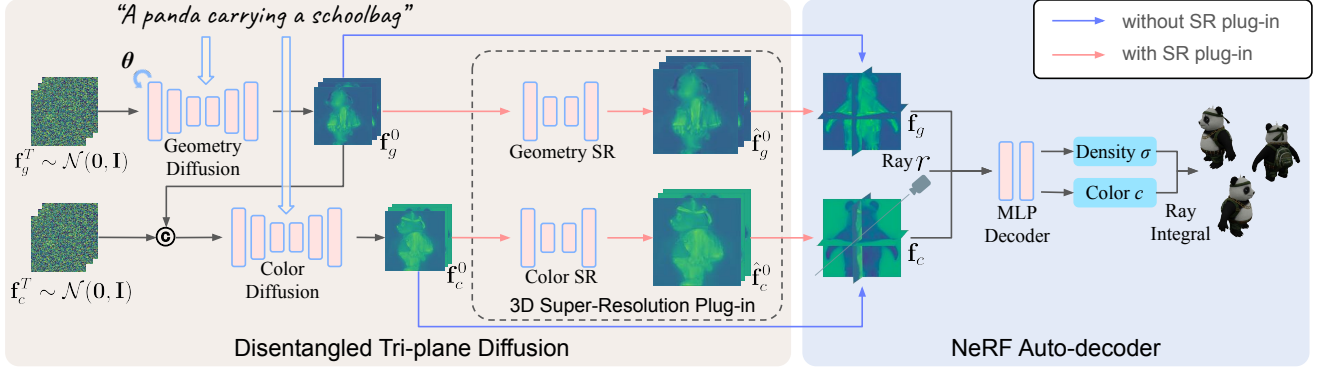 “A panda carrying a schoolbag”
without SR plug-in
with SR plug-in
θ
Geometry
Diffusion
f_g^T ∼ N(0, I)
f_g^0
Geometry SR
f̂_g^0
f_g
Ray r
MLP
Decoder
Density σ
Color c
Ray
Integral
C
f_c^T ∼ N(0, I)
Color
Diffusion
f_c^0
Color SR
f̂_c^0
f_c
3D Super-Resolution Plug-in
Disentangled Tri-plane Diffusion
NeRF Auto-decoder